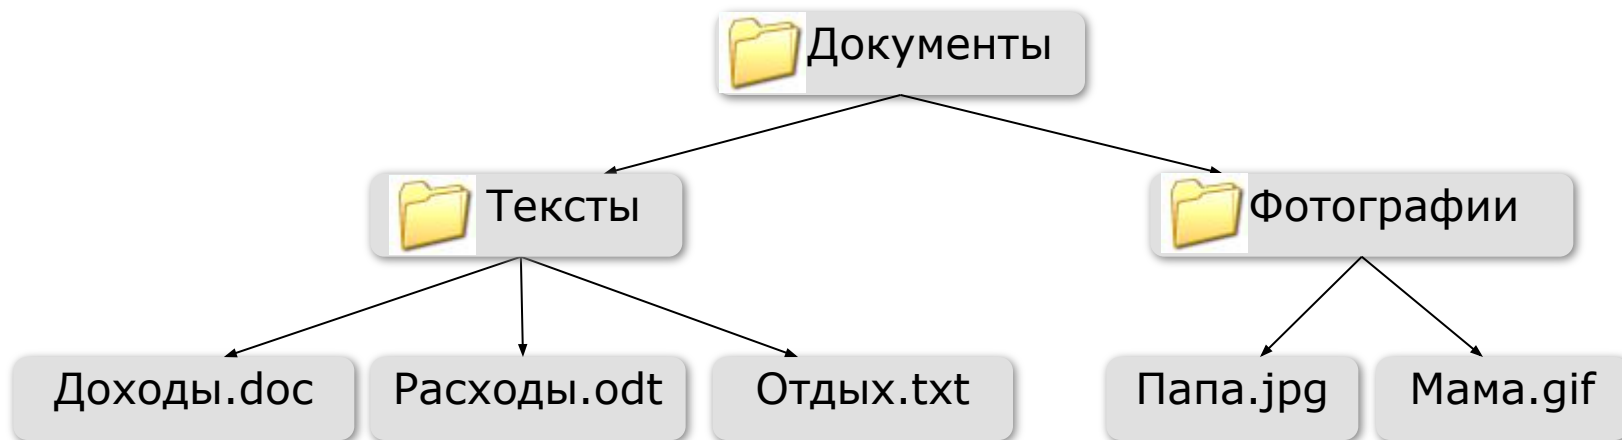 Документы
Тексты
Фотографии
Доходы.doc
Расходы.odt
Отдых.txt
Папа.jpg
Мама.gif